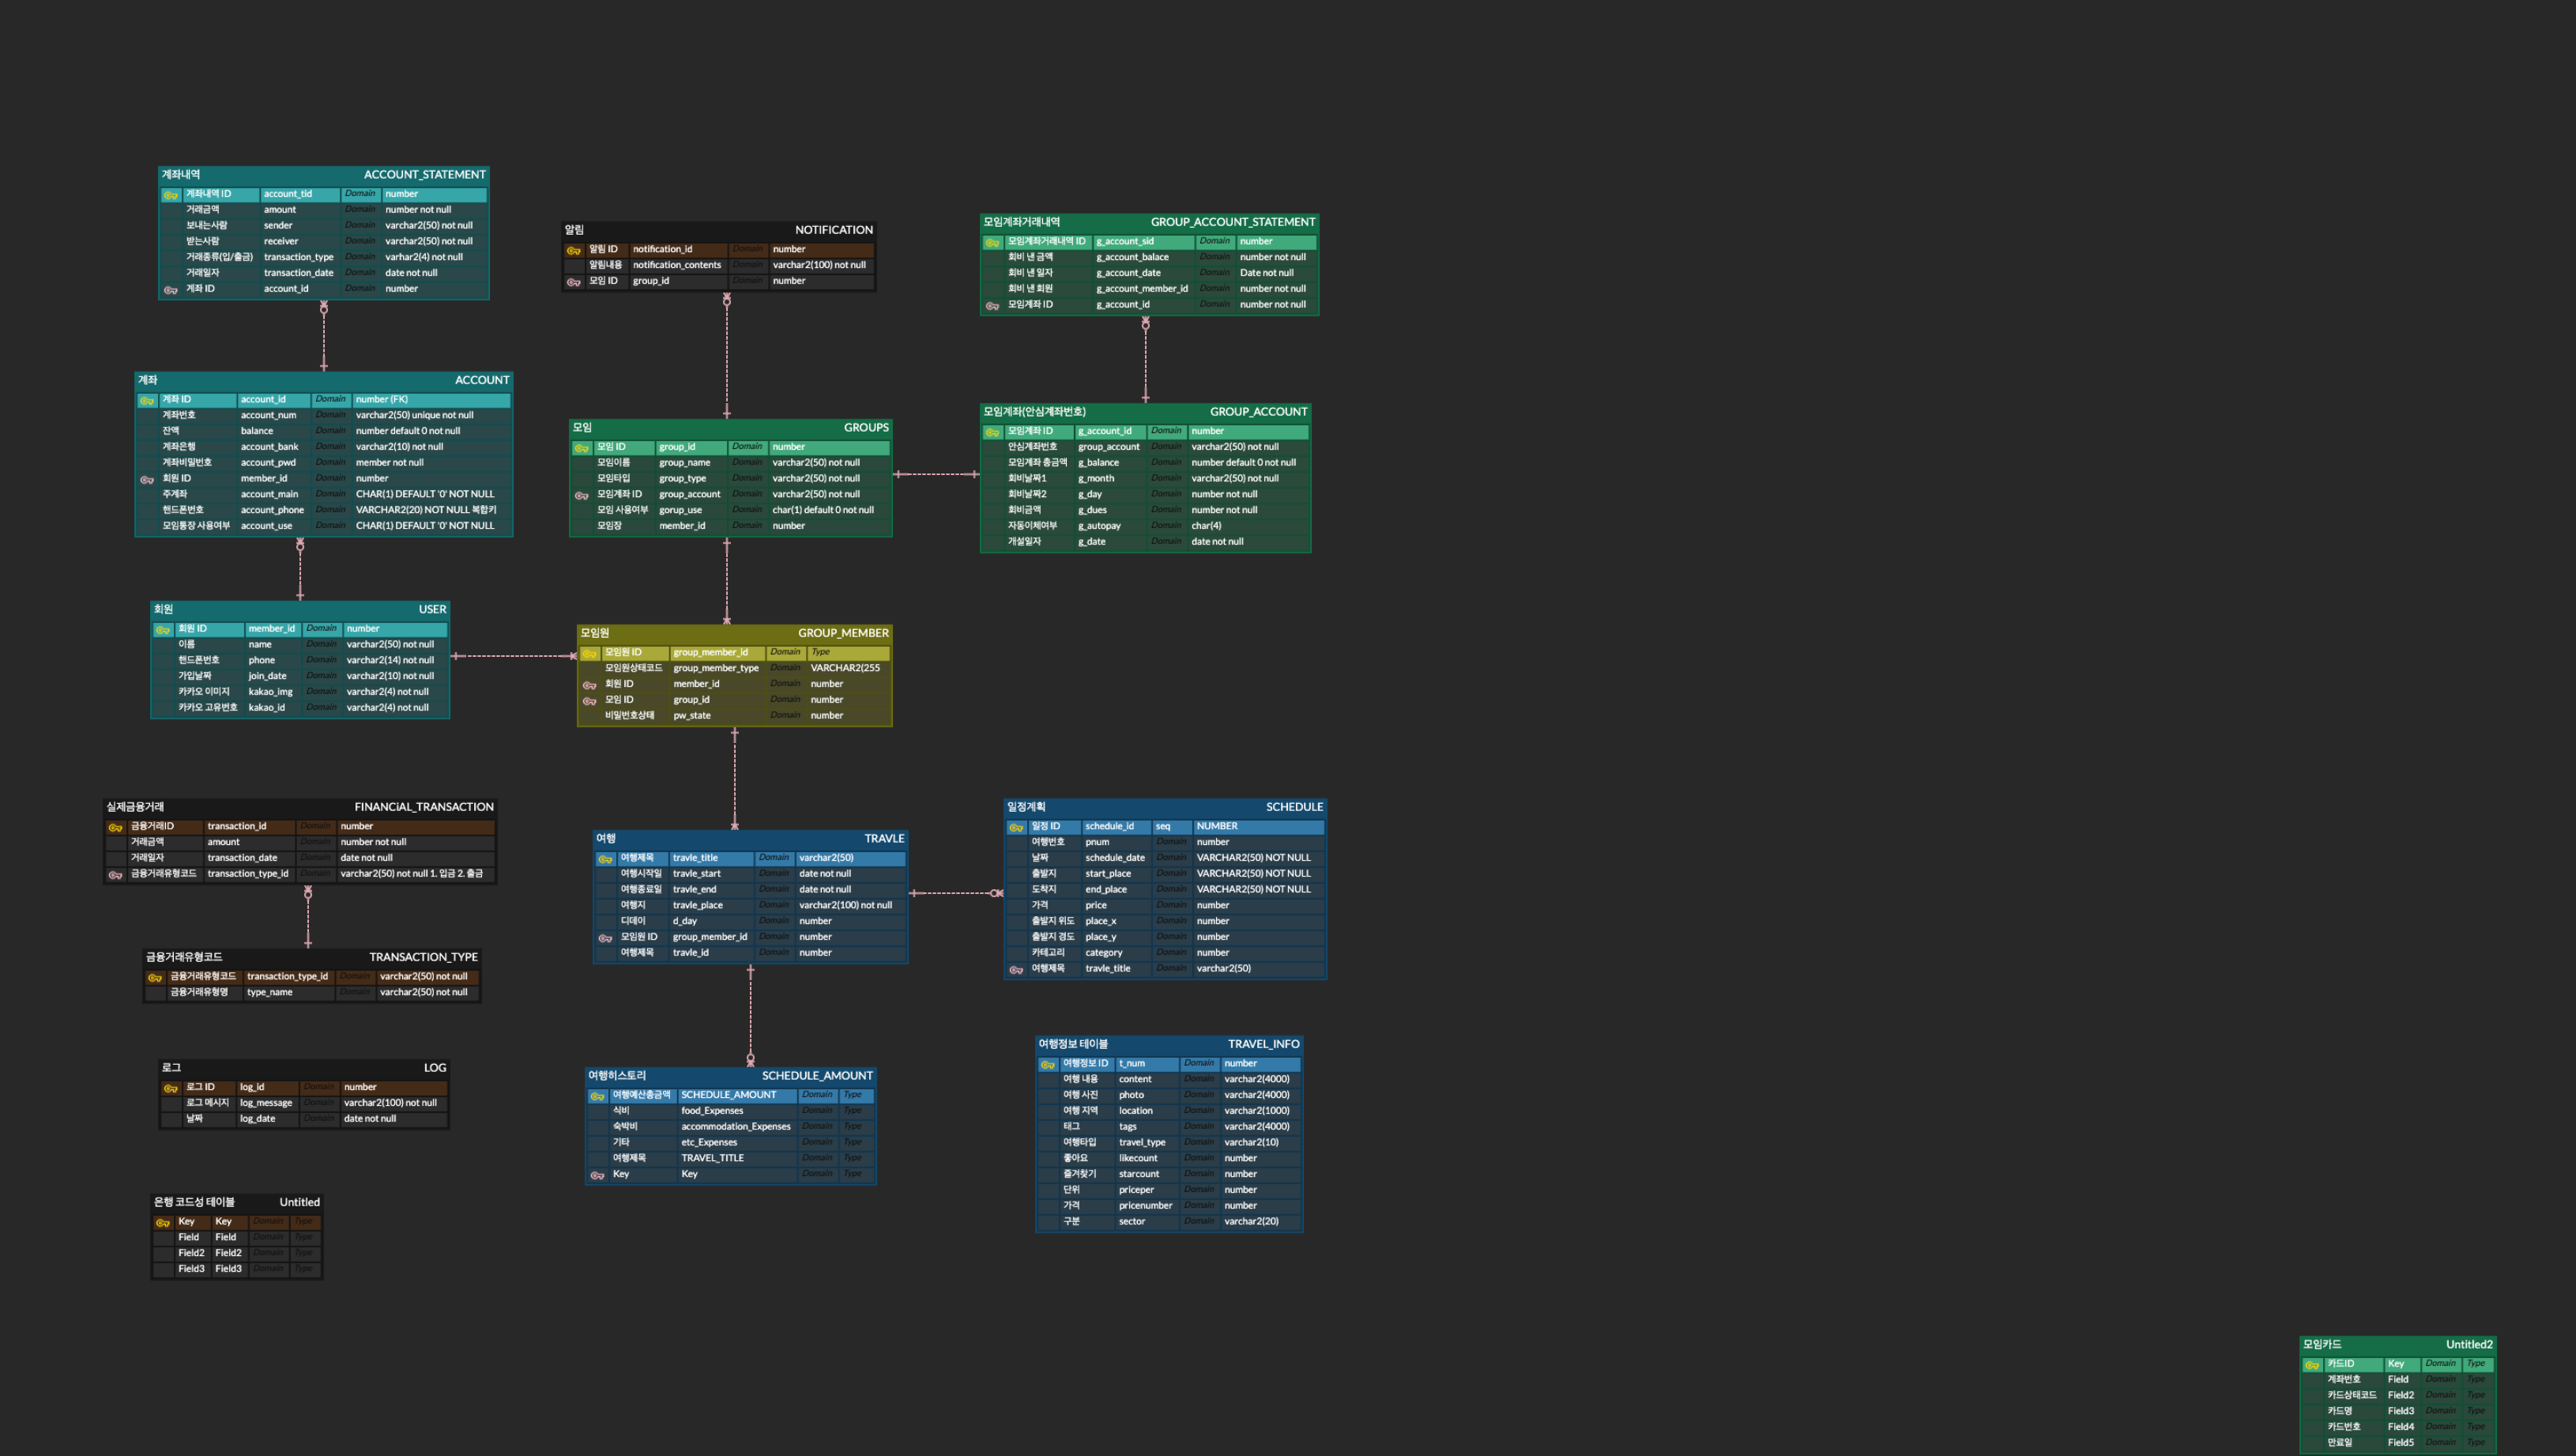 계좌내역 ACCOUNT_STATEMENT
계좌내역 ID account_tid Domain number
거래금액 amount Domain number not null
보내는사람 sender Domain varchar2(50) not null
받는사람 receiver Domain varchar2(50) not null
거래종류(입/출금) transaction_type Domain varhar2(4) not null
거래일자 transaction_date Domain date not null
계좌 ID account_id Domain number
알림 NOTIFICATION
알림 ID notification_id Domain number
알림내용 notification_contents Domain varchar2(100) not null
모임 ID group_id Domain number
모임계좌거래내역 GROUP_ACCOUNT_STATEMENT
모임계좌거래내역 ID g_account_sid Domain number
회비 낸 금액 g_account_balace Domain number not null
회비 낸 일자 g_account_date Domain Date not null
회비 낸 회원 g_account_member_id Domain number not null
모임계좌 ID g_account_id Domain number not null
계좌 ACCOUNT
계좌 ID account_id Domain number (FK)
계좌번호 account_num Domain varchar2(50) unique not null
잔액 balance Domain number default 0 not null
계좌은행 account_bank Domain varchar2(10) not null
계좌비밀번호 account_pwd Domain member not null
회원 ID member_id Domain number
주계좌 account_main Domain CHAR(1) DEFAULT '0' NOT NULL
핸드폰번호 account_phone Domain VARCHAR2(20) NOT NULL 복합키
모임통장 사용여부 account_use Domain CHAR(1) DEFAULT '0' NOT NULL
모임 GROUPS
모임 ID group_id Domain number
모임이름 group_name Domain varchar2(50) not null
모임타입 group_type Domain varchar2(50) not null
모임계좌 ID group_account Domain varchar2(50) not null
모임 사용여부 gorup_use Domain char(1) default 0 not null
모임장 member_id Domain number
모임계좌(안심계좌번호) GROUP_ACCOUNT
모임계좌 ID g_account_id Domain number
안심계좌번호 group_account Domain varchar2(50) not null
모임계좌 총금액 g_balance Domain number default 0 not null
회비날짜1 g_month Domain varchar2(50) not null
회비날짜2 g_day Domain number not null
회비금액 g_dues Domain number not null
자동이체여부 g_autopay Domain char(4)
개설일자 g_date Domain date not null
회원 USER
회원 ID member_id Domain number
이름 name Domain varchar2(50) not null
핸드폰번호 phone Domain varchar2(14) not null
가입날짜 join_date Domain varchar2(10) not null
카카오 이미지 kakao_img Domain varchar2(4) not null
카카오 고유번호 kakao_id Domain varchar2(4) not null
모임원 GROUP_MEMBER
모임원 ID group_member_id Domain Type
모임원상태코드 group_member_type Domain VARCHAR2(255
회원 ID member_id Domain number
모임 ID group_id Domain number
비밀번호상태 pw_state Domain number
실제금융거래 FINANCiAL_TRANSACTION
금융거래ID transaction_id Domain number
거래금액 amount Domain number not null
거래일자 transaction_date Domain date not null
금융거래유형코드 transaction_type_id Domain varchar2(50) not null 1. 입금 2. 출금
여행 TRAVLE
여행제목 travle_title Domain varchar2(50)
여행시작일 travle_start Domain date not null
여행종료일 travle_end Domain date not null
여행지 travle_place Domain varchar2(100) not null
디데이 d_day Domain number
모임원 ID group_member_id Domain number
여행제목 travle_id Domain number
일정계획 SCHEDULE
일정 ID schedule_id seq NUMBER
여행번호 pnum Domain number
날짜 schedule_date Domain VARCHAR2(50) NOT NULL
출발지 start_place Domain VARCHAR2(50) NOT NULL
도착지 end_place Domain VARCHAR2(50) NOT NULL
가격 price Domain number
출발지 위도 place_x Domain number
출발지 경도 place_y Domain number
카테고리 category Domain number
여행제목 travle_title Domain varchar2(50)
금융거래유형코드 TRANSACTION_TYPE
금융거래유형코드 transaction_type_id Domain varchar2(50) not null
금융거래유형명 type_name Domain varchar2(50) not null
로그 LOG
로그 ID log_id Domain number
로그 메시지 log_message Domain varchar2(100) not null
날짜 log_date Domain date not null
여행히스토리 SCHEDULE_AMOUNT
여행예산총금액 SCHEDULE_AMOUNT Domain Type
식비 food_Expenses Domain Type
숙박비 accommodation_Expenses Domain Type
기타 etc_Expenses Domain Type
여행제목 TRAVEL_TITLE Domain Type
Key Key Domain Type
여행정보 테이블 TRAVEL_INFO
여행정보 ID t_num Domain number
여행 내용 content Domain varchar2(4000)
여행 사진 photo Domain varchar2(4000)
여행 지역 location Domain varchar2(1000)
태그 tags Domain varchar2(4000)
여행타입 travel_type Domain varchar2(10)
좋아요 likecount Domain number
즐겨찾기 starcount Domain number
단위 priceper Domain number
가격 pricenumber Domain number
구분 sector Domain varchar2(20)
은행 코드성 테이블 Untitled
Key Key Domain Type
Field Field Domain Type
Field2 Field2 Domain Type
Field3 Field3 Domain Type
모임카드 Untitled2
카드ID Key Domain Type
계좌번호 Field Domain Type
카드상태코드 Field2 Domain Type
카드명 Field3 Domain Type
카드번호 Field4 Domain Type
만료일 Field5 Domain Type